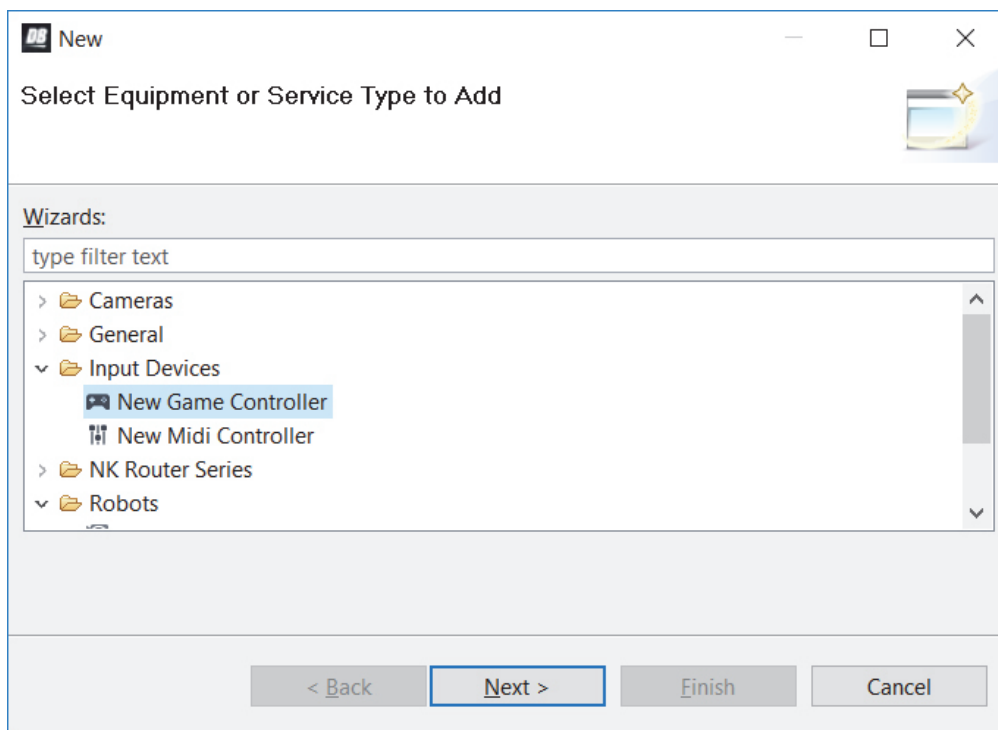 DB New
Select Equipment or Service Type to Add
Wizards:
type filter text
Cameras
General
Input Devices
New Game Controller
New Midi Controller
NK Router Series
Robots
< Back Next > Finish Cancel